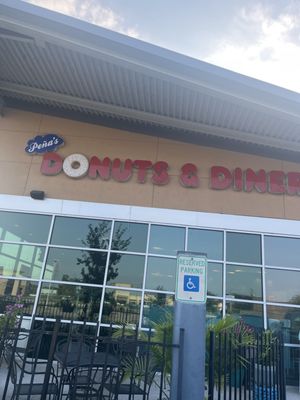 Peña's
DONUTS & DINER
RESERVED
PARKING